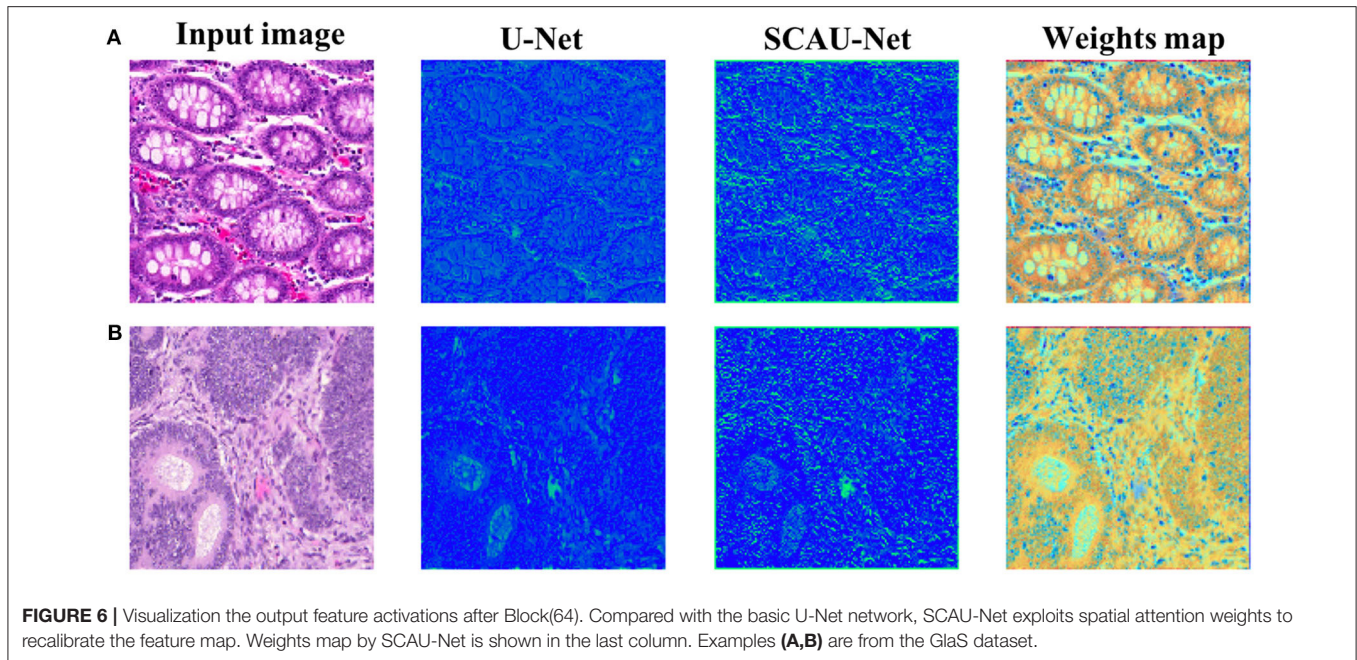 A
Input image
U-Net
SCAU-Net
Weights map
B
FIGURE 6 | Visualization the output feature activations after Block(64). Compared with the basic U-Net network, SCAU-Net exploits spatial attention weights to
recalibrate the feature map. Weights map by SCAU-Net is shown in the last column. Examples (A,B) are from the GlaS dataset.